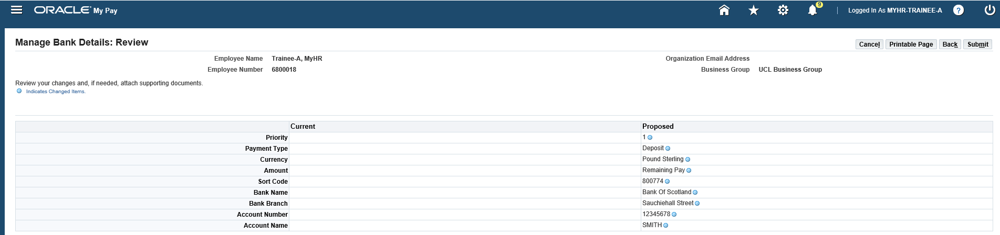 ORACLE® My Pay
9
Logged In As MYHR-TRAINEE-A
?
Manage Bank Details: Review
Cancel Printable Page Back Submit
Employee Name Trainee-A, MyHR Organization Email Address
Employee Number 6800018 Business Group UCL Business Group
Review your changes and, if needed, attach supporting documents.
Indicates Changed Items.
Current Proposed
Priority 1
Payment Type Deposit
Currency Pound Sterling
Amount Remaining Pay
Sort Code 800774
Bank Name Bank Of Scotland
Bank Branch Sauchiehall Street
Account Number 12345678
Account Name SMITH